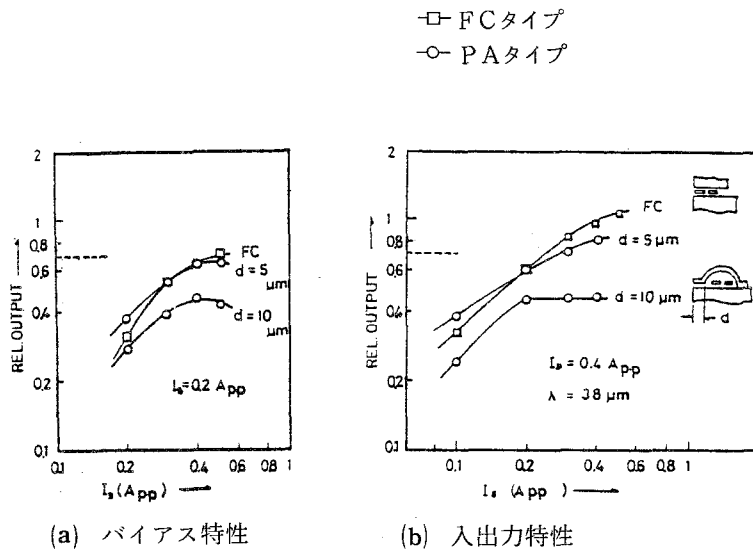 FCタイプ
PAタイプ
2
1
0.8
0.6
0.4
0.2
0.1
REL. OUTPUT
FC
d = 5 μm
d = 10 μm
I₀=0.2 App
0.1 0.2 0.4 0.6 0.8 1
(App)
(a) バイアス特性
2
1
0.8
0.6
0.4
0.2
0.1
REL. OUTPUT
FC
d = 5 μm
d = 10 μm
d
= 0.4 Ap-p
λ = 38 μm
0.1 0.2 0.4 0.6 0.8 1
(App)
(b) 入出力特性